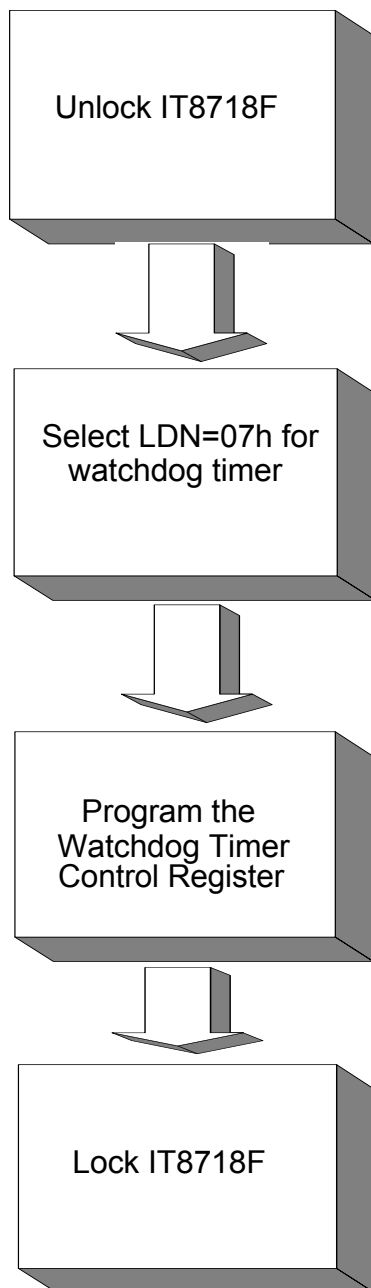 Unlock IT8718F
Select LDN=07h for
watchdog timer
Program the
Watchdog Timer
Control Register
Lock IT8718F